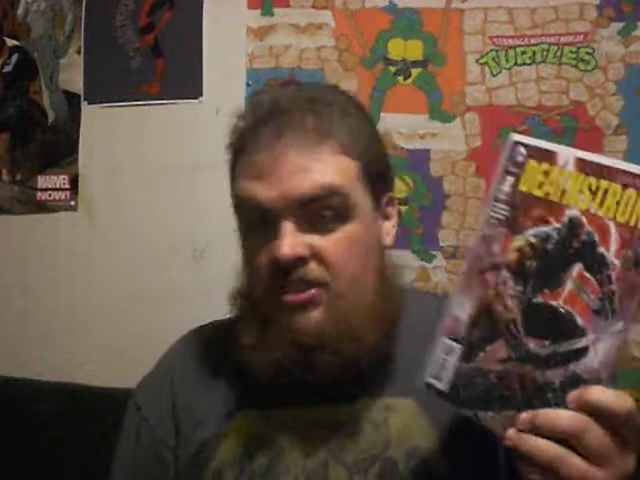 TEENAGE MUTANT NINJA
TURTLES
MARVEL
NOW!
DEATHSTRO